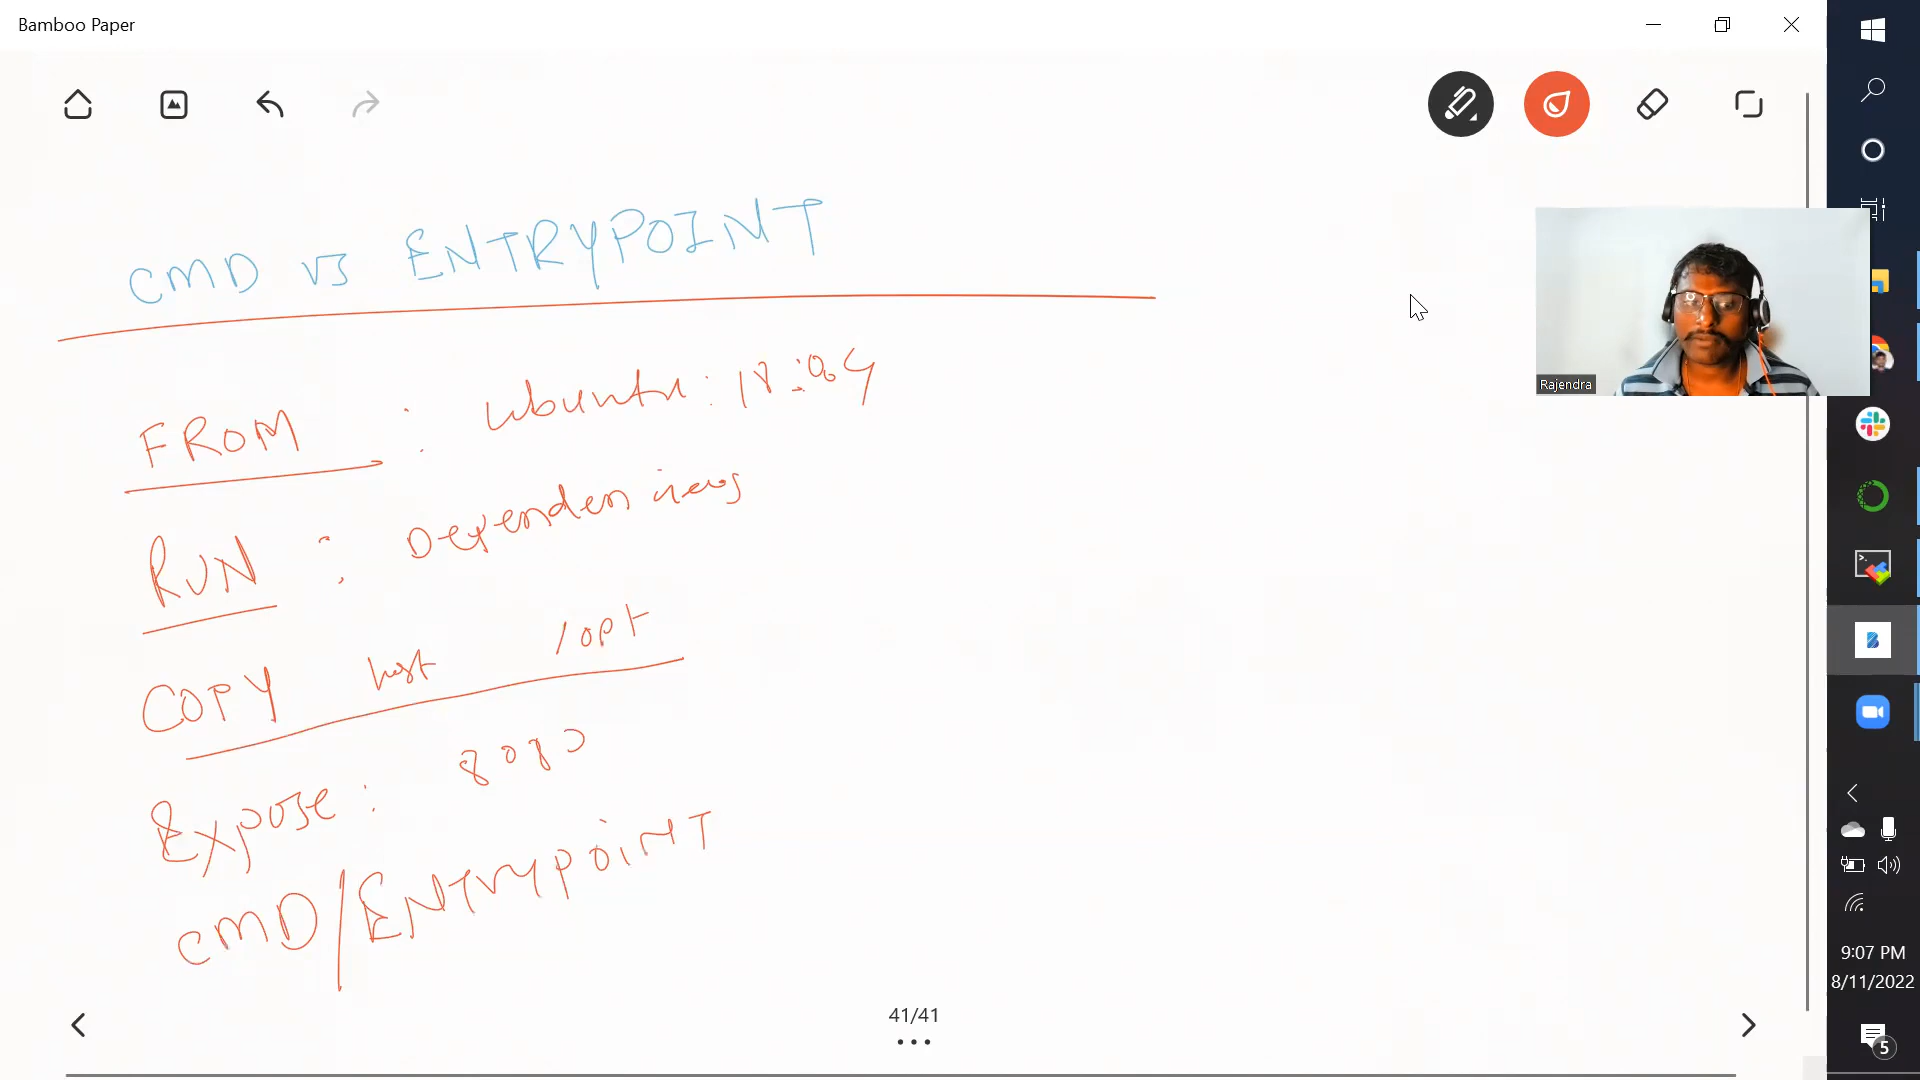 Bamboo Paper
CMD vs ENTRYPOINT
FROM : ubuntu : 18:04
RUN : Dependencies
COPY host /opt
Expose : 8080
CMD/ENTRYPOINT
41/41
Rajendra
9:07 PM
8/11/2022
5